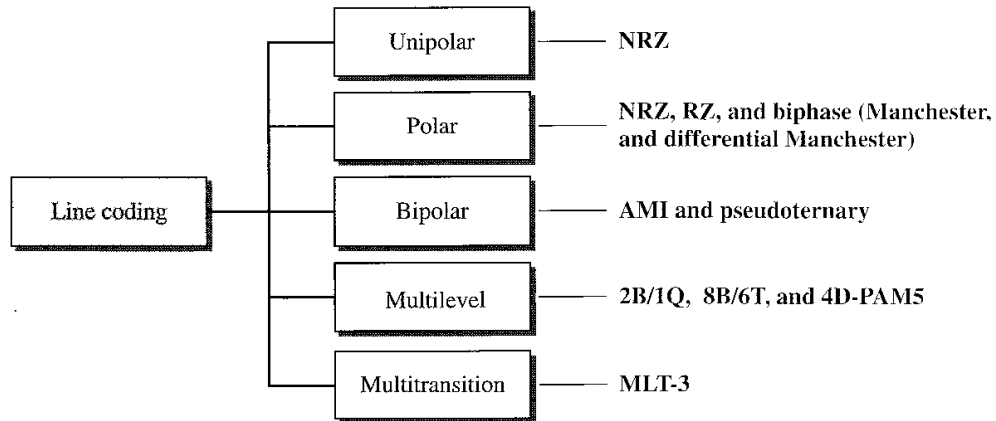 Unipolar
NRZ
Polar
NRZ, RZ, and biphase (Manchester,
and differential Manchester)
Line coding
Bipolar
AMI and pseudoternary
Multilevel
2B/1Q, 8B/6T, and 4D-PAM5
Multitransition
MLT-3